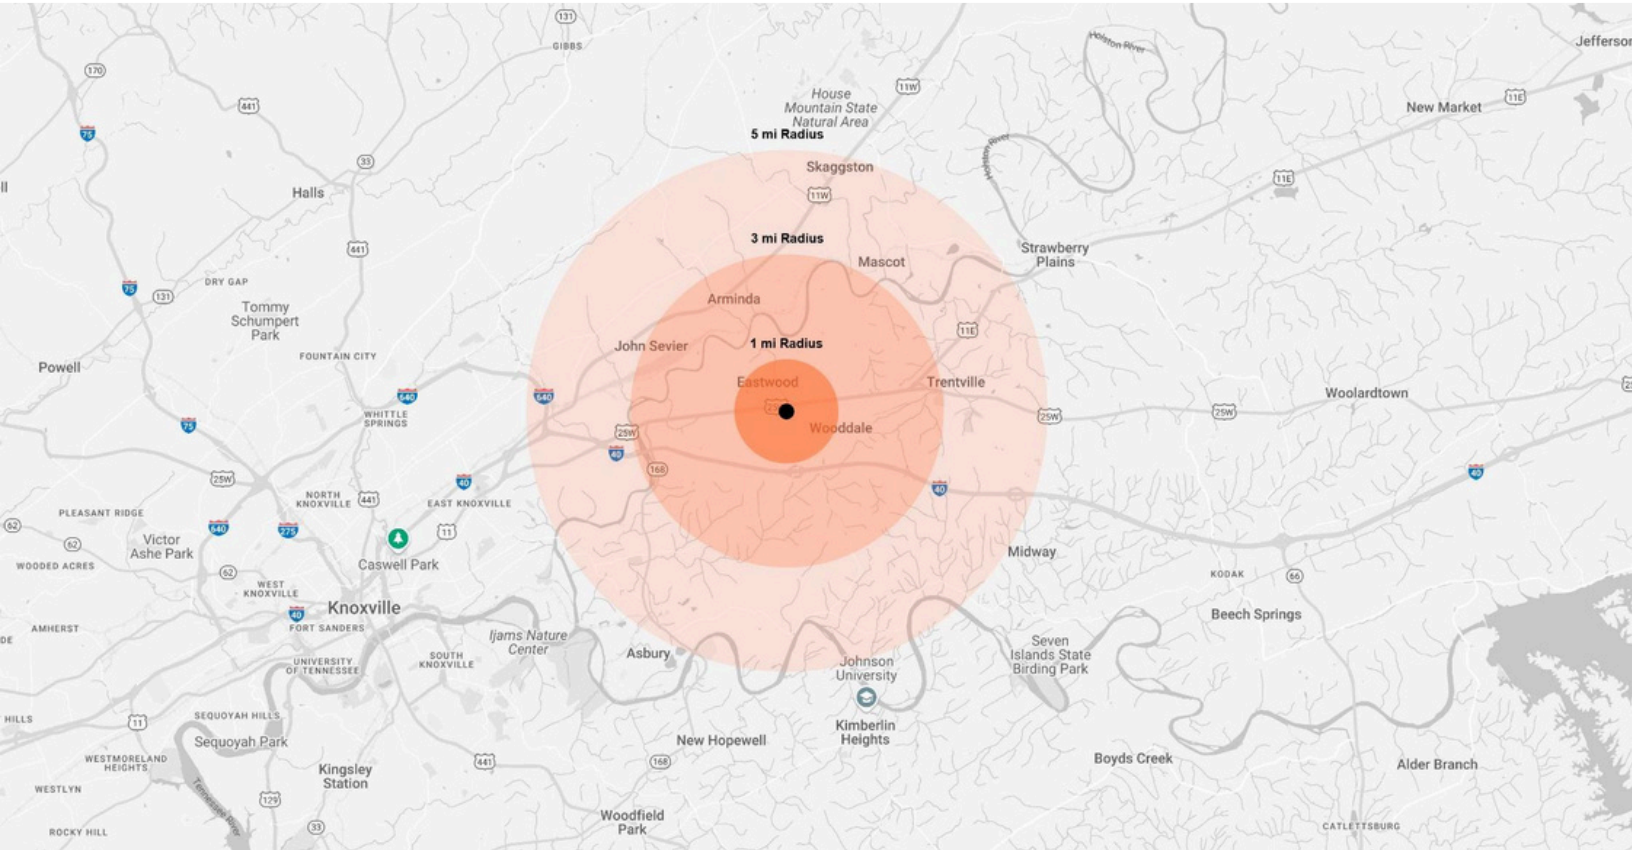 131
GIBBS
Holston River
Jefferson
170
441
House
Mountain State
Natural Area
11W
New Market
11E
75
5 mi Radius
33
Skaggston
Holston River
11E
ll
Halls
11W
441
3 mi Radius
Strawberry
Plains
Mascot
DRY GAP
75
131
Arminda
Tommy
Schumpert
Park
11E
John Sevier
1 mi Radius
FOUNTAIN CITY
Powell
Eastwood
Trentville
640
640
Woolardtown
25W
25W
WHITTLE
SPRINGS
75
25W
Wooddale
40
168
25W
40
40
40
NORTH
KNOXVILLE
441
EAST KNOXVILLE
PLEASANT RIDGE
62
640
275
11
Victor
Ashe Park
62
Midway
WOODED ACRES
Caswell Park
62
KODAK
66
WEST
KNOXVILLE
Knoxville
40
Beech Springs
FORT SANDERS
AMHERST
DE
Ijams Nature
Center
Seven
Islands State
Birding Park
Asbury
SOUTH
KNOXVILLE
UNIVERSITY
OF TENNESSEE
Johnson
University
HILLS
11
SEQUOYAH HILLS
Kimberlin
Heights
Sequoyah Park
New Hopewell
WESTMORELAND
HEIGHTS
441
168
Boyds Creek
Alder Branch
Kingsley
Station
WESTLYN
Tennessee River
129
Woodfield
Park
33
ROCKY HILL
CATLETTSBURG